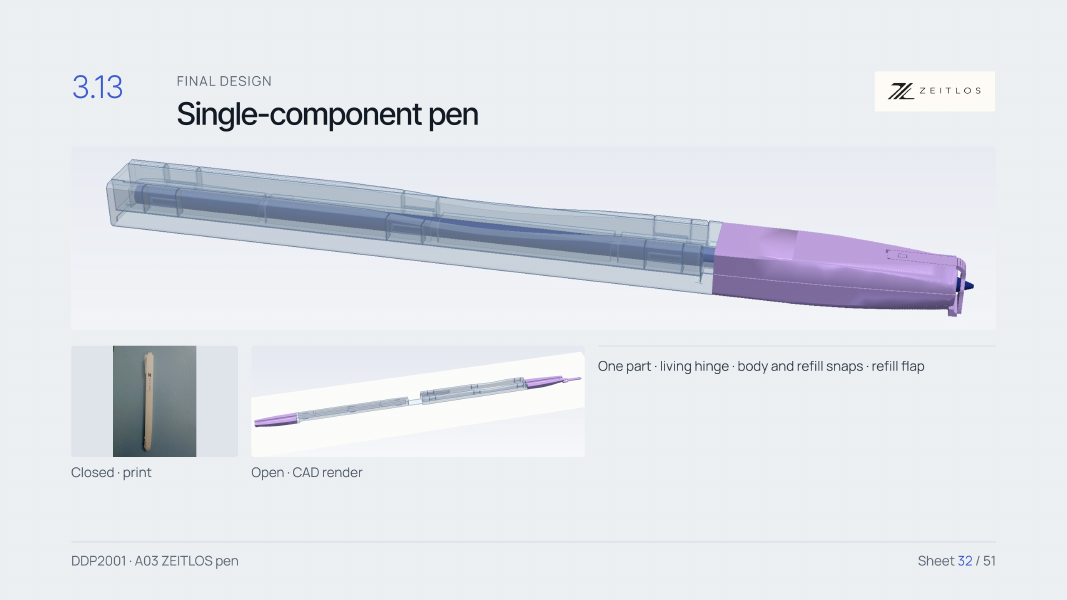 3.13
FINAL DESIGN
Single-component pen
ZEITLOS
One part · living hinge · body and refill snaps · refill flap
Closed · print
Open · CAD render
DDP2001 · A03 ZEITLOS pen
Sheet 32 / 51